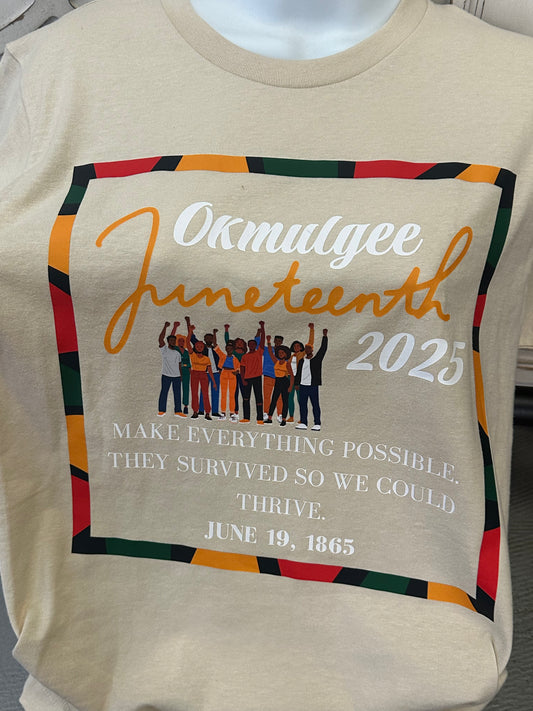 Okmulgee
Juneteenth
2025
MAKE EVERYTHING POSSIBLE.
THEY SURVIVED SO WE COULD
THRIVE.
JUNE 19, 1865